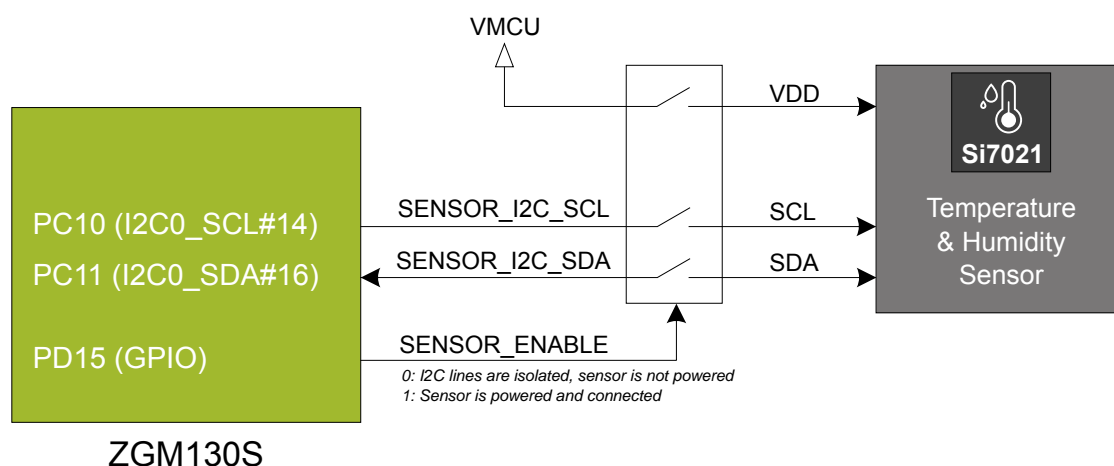 VMCU
VDD
Si7021
PC10 (I2C0_SCL#14)
SENSOR_I2C_SCL
SCL
Temperature
& Humidity
Sensor
PC11 (I2C0_SDA#16)
SENSOR_I2C_SDA
SDA
PD15 (GPIO)
SENSOR_ENABLE
0: I2C lines are isolated, sensor is not powered
1: Sensor is powered and connected
ZGM130S